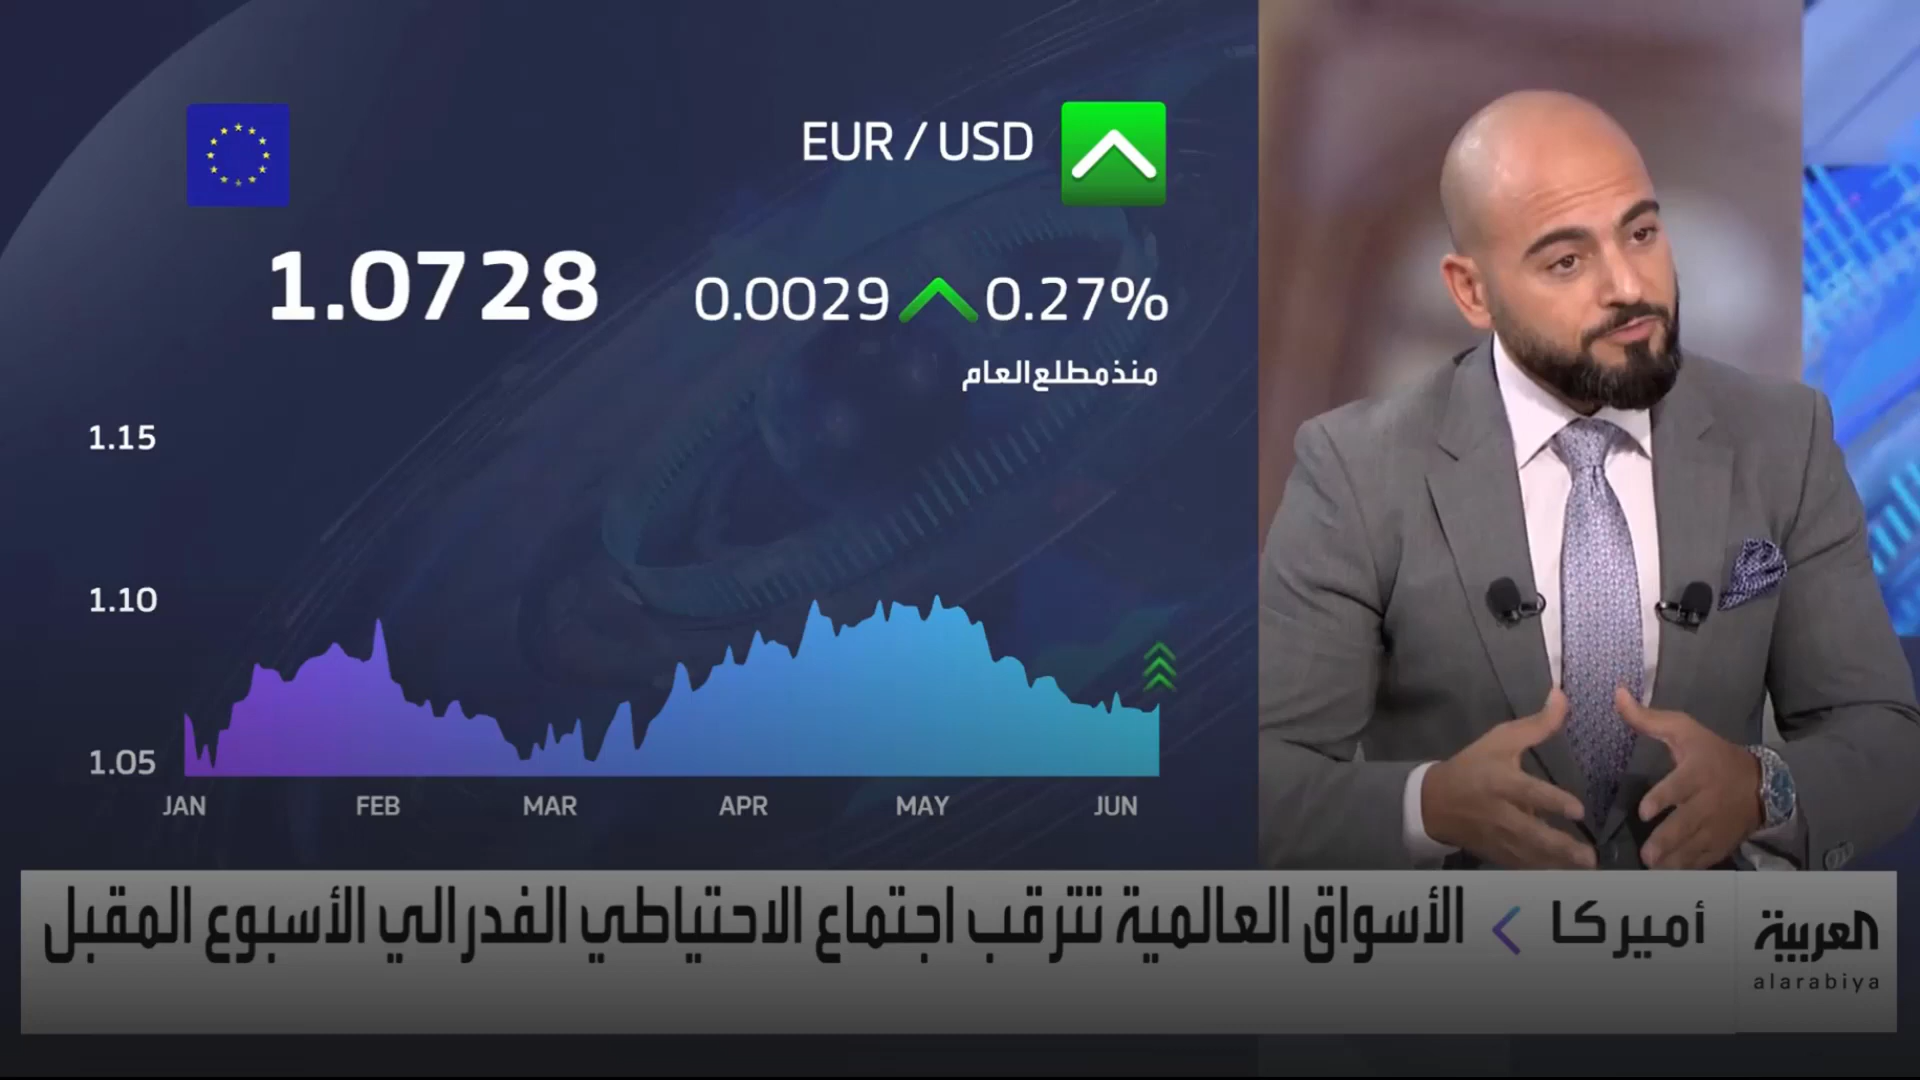 EUR / USD
1.0728
0.0029 0.27%
منذ مطلع العام
1.15
1.10
1.05
JAN FEB MAR APR MAY JUN
أميركا
الأسواق العالمية تترقب اجتماع الاحتياطي الفدرالي الأسبوع المقبل
العربية
alarabiya